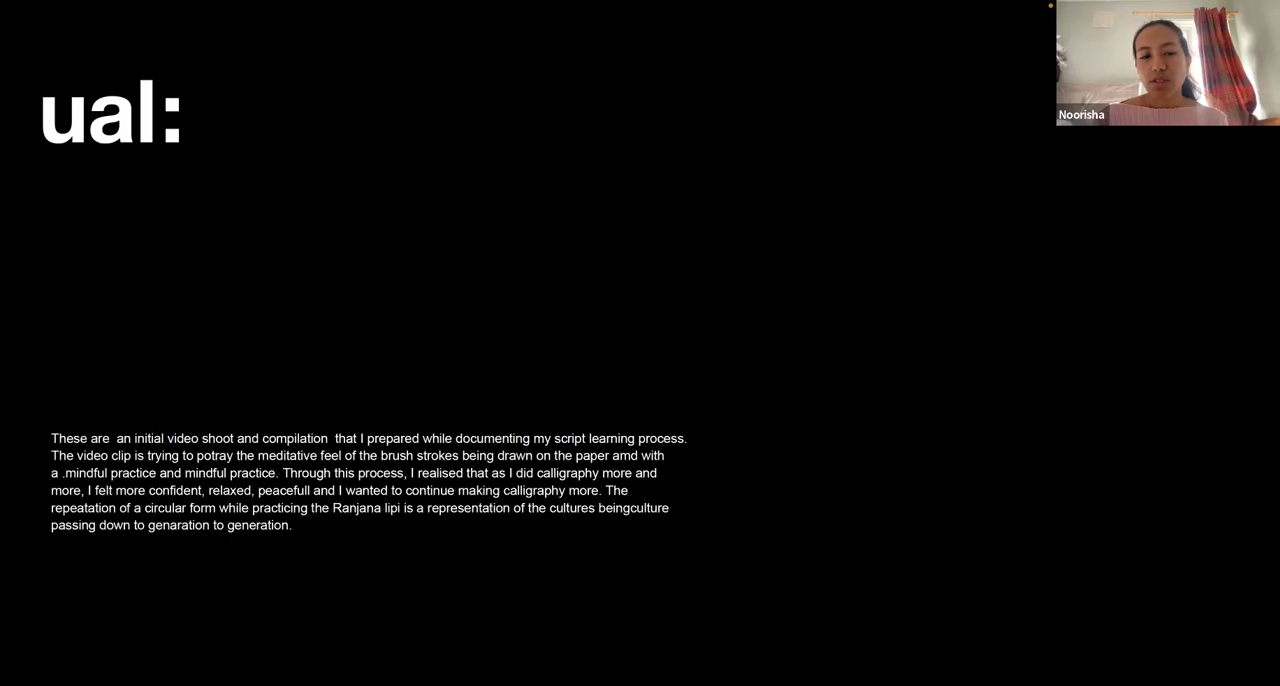 ual:
Noorisha
These are  an initial video shoot and compilation  that I prepared while documenting my script learning process.
The video clip is trying to potray the meditative feel of the brush strokes being drawn on the paper amd with
a .mindful practice and mindful practice. Through this process, I realised that as I did calligraphy more and
more, I felt more confident, relaxed, peacefull and I wanted to continue making calligraphy more. The
repeatation of a circular form while practicing the Ranjana lipi is a representation of the cultures beingculture
passing down to genaration to generation.